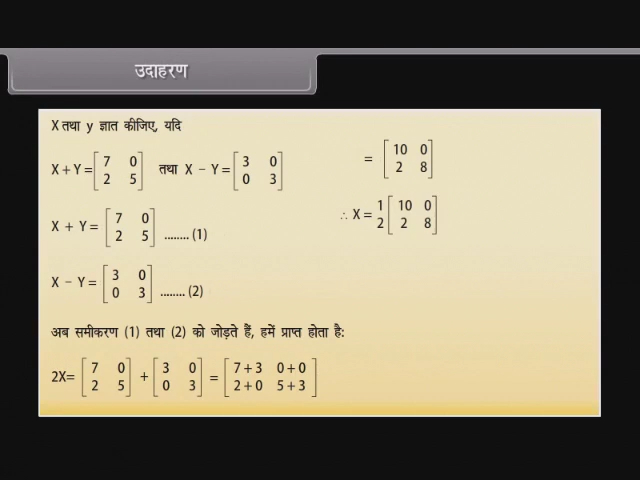 उदाहरण
X तथा y ज्ञात कीजिए, यदि
X + Y = [7 0; 2 5] तथा X − Y = [3 0; 0 3]
X + Y = [7 0; 2 5] ........ (1)
X − Y = [3 0; 0 3] ........ (2)
अब समीकरण (1) तथा (2) को जोड़ते हैं, हमें प्राप्त होता है:
2X= [7 0; 2 5] + [3 0; 0 3] = [7+3 0+0; 2+0 5+3]
= [10 0; 2 8]
∴ X = 1/2 [10 0; 2 8]